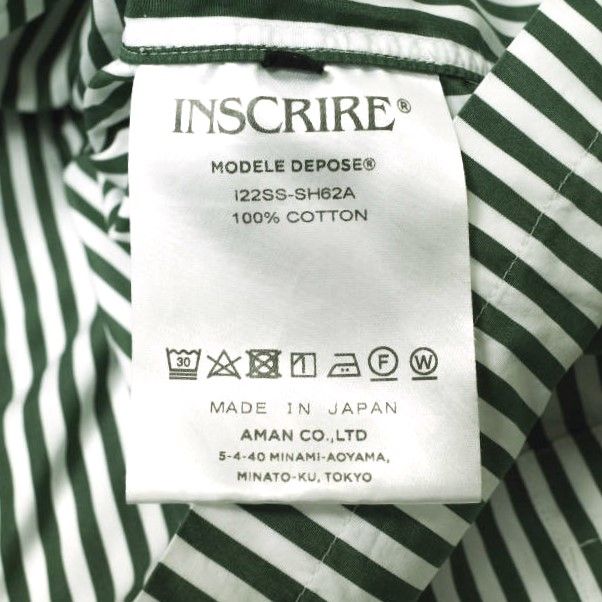 INSCRIRE®
MODELE DEPOSE®
I22SS-SH62A
100% COTTON
30 F W
MADE IN JAPAN
AMAN CO.,LTD
5-4-40 MINAMI-AOYAMA,
MINATO-KU, TOKYO